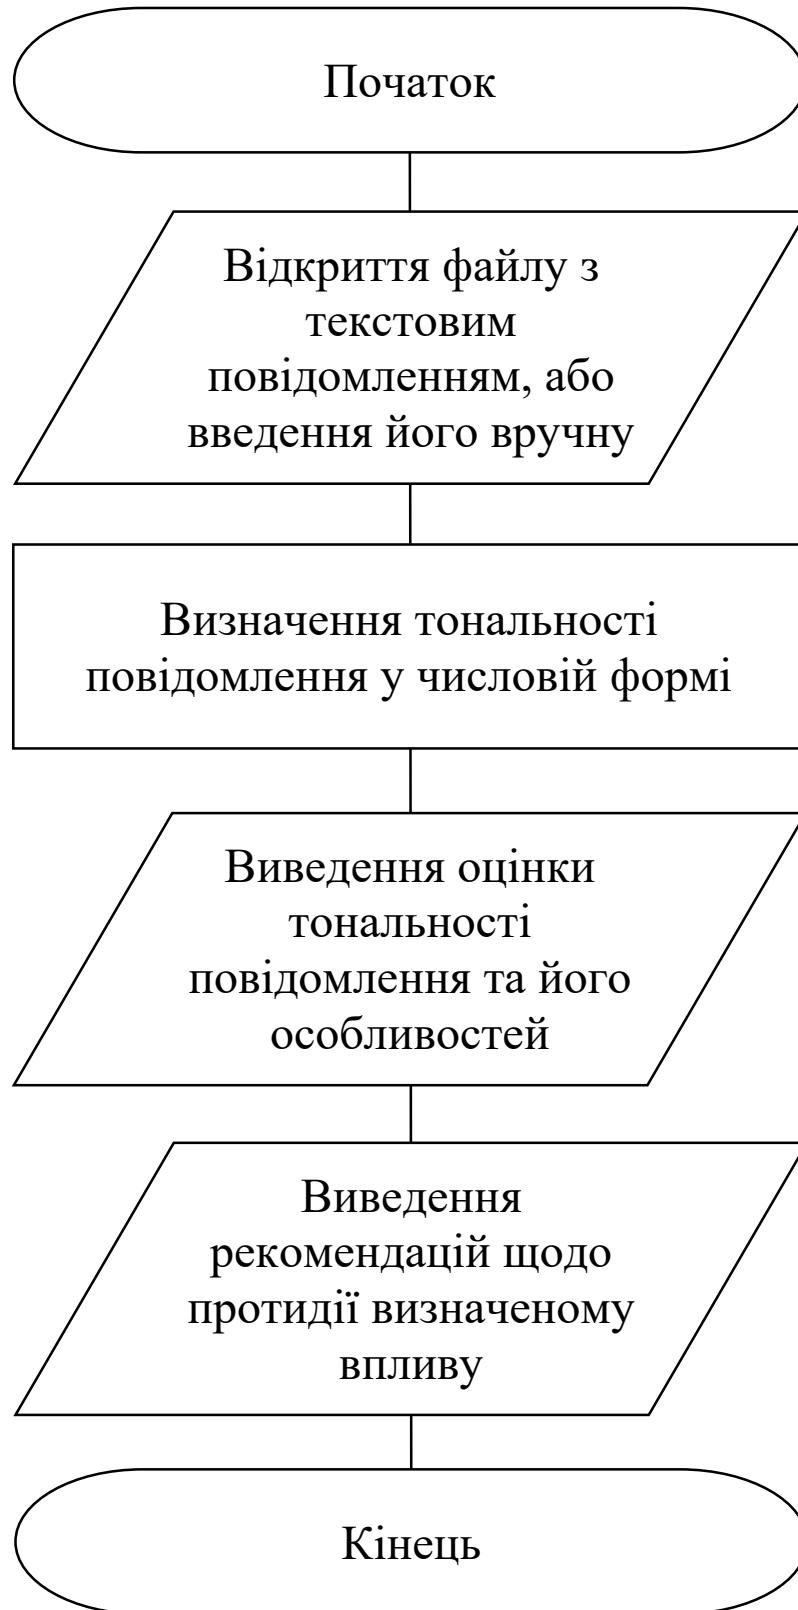 Початок
Відкриття файлу з
текстовим
повідомленням, або
введення його вручну
Визначення тональності
повідомлення у числовій формі
Виведення оцінки
тональності
повідомлення та його
особливостей
Виведення
рекомендацій щодо
протидії визначеному
впливу
Кінець